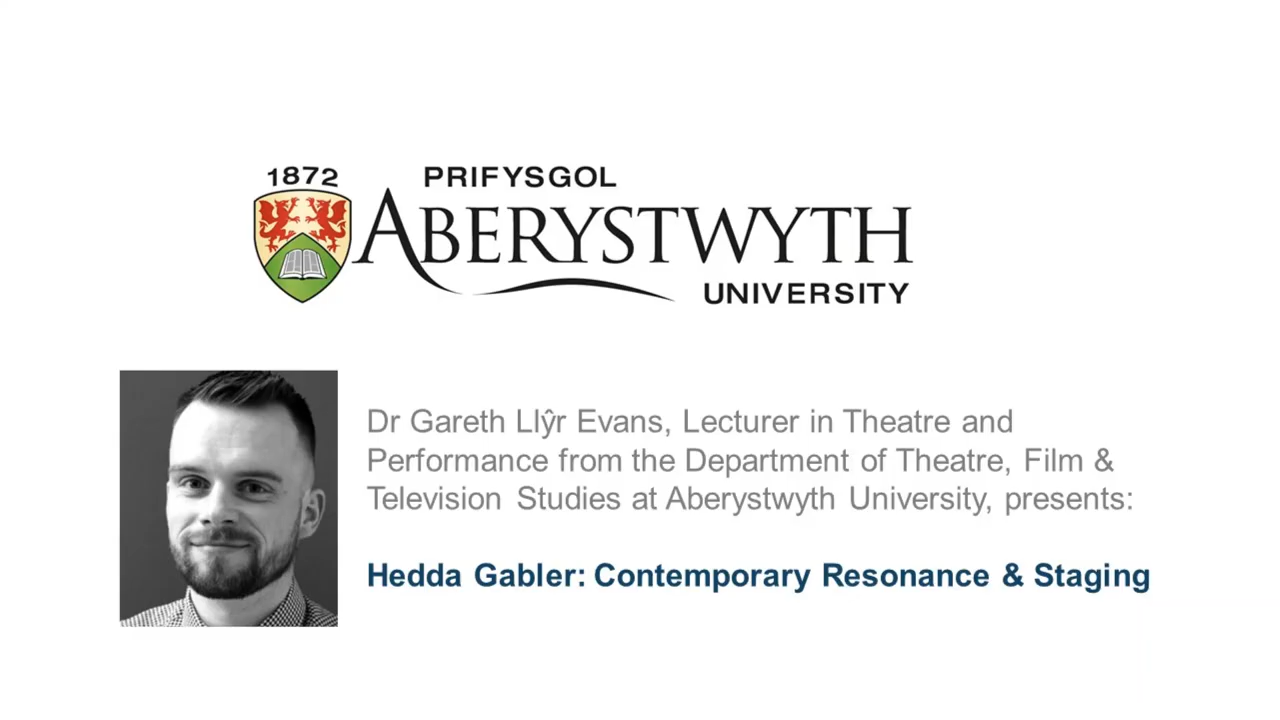 1872
PRIFYSGOL
ABERYSTWYTH
UNIVERSITY
Dr Gareth Llŷr Evans, Lecturer in Theatre and
Performance from the Department of Theatre, Film &
Television Studies at Aberystwyth University, presents:
Hedda Gabler: Contemporary Resonance & Staging